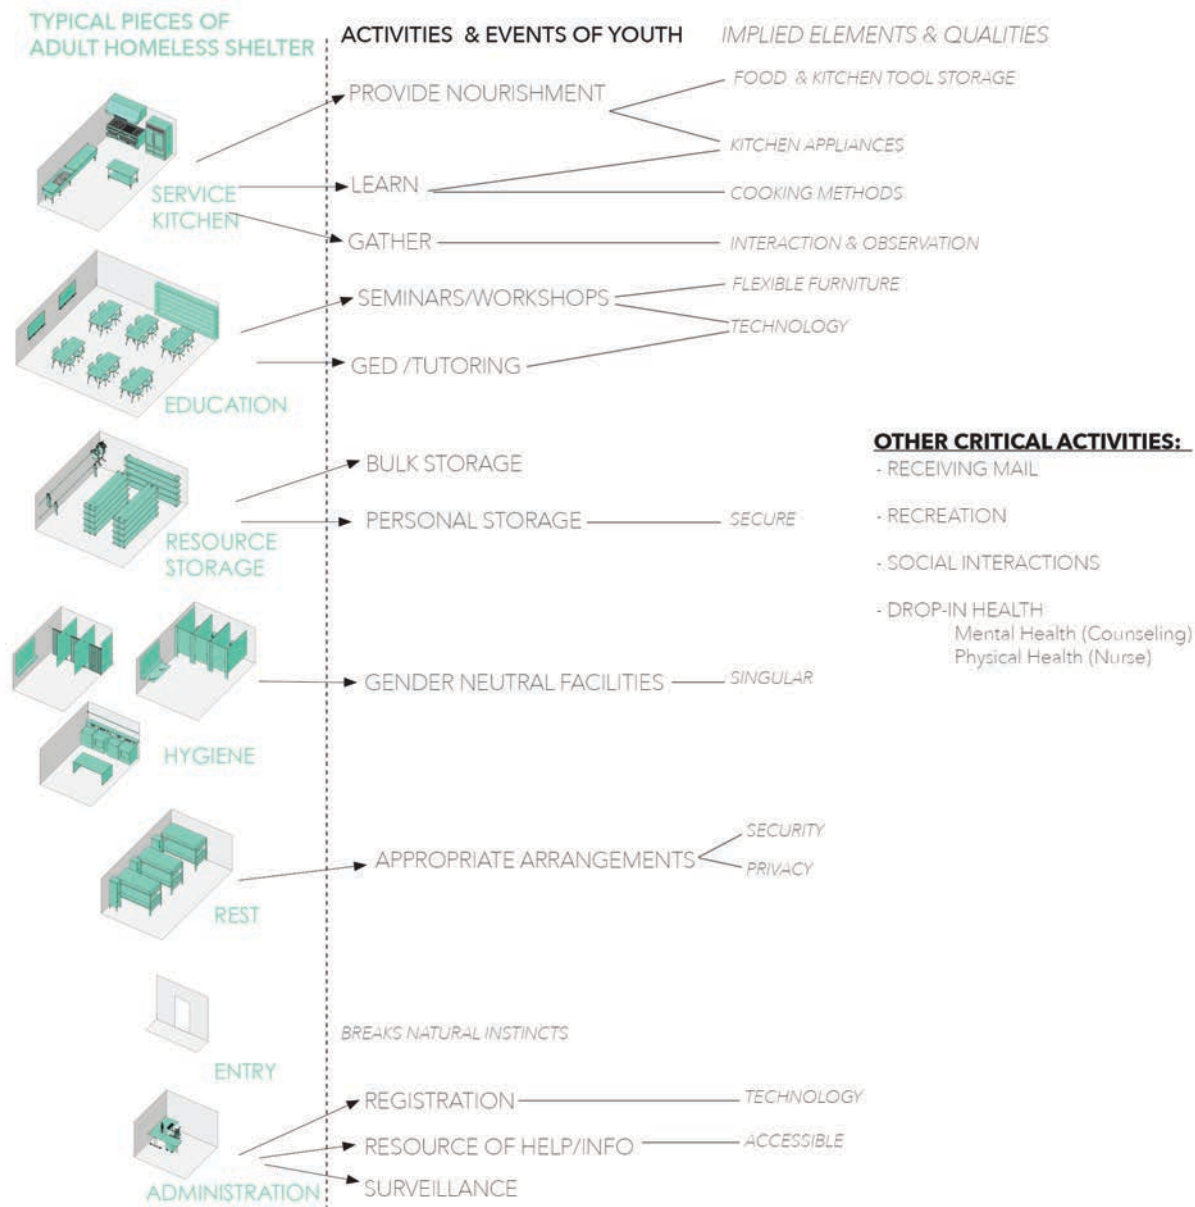 TYPICAL PIECES OF
ADULT HOMELESS SHELTER
ACTIVITIES & EVENTS OF YOUTH
IMPLIED ELEMENTS & QUALITIES
SERVICE
KITCHEN
PROVIDE NOURISHMENT
FOOD & KITCHEN TOOL STORAGE
KITCHEN APPLIANCES
LEARN
COOKING METHODS
GATHER
INTERACTION & OBSERVATION
EDUCATION
SEMINARS/WORKSHOPS
FLEXIBLE FURNITURE
TECHNOLOGY
GED /TUTORING
RESOURCE
STORAGE
BULK STORAGE
PERSONAL STORAGE
SECURE
HYGIENE
GENDER NEUTRAL FACILITIES
SINGULAR
REST
APPROPRIATE ARRANGEMENTS
SECURITY
PRIVACY
ENTRY
BREAKS NATURAL INSTINCTS
ADMINISTRATION
REGISTRATION
TECHNOLOGY
RESOURCE OF HELP/INFO
ACCESSIBLE
SURVEILLANCE
OTHER CRITICAL ACTIVITIES:
- RECEIVING MAIL
- RECREATION
- SOCIAL INTERACTIONS
- DROP-IN HEALTH
Mental Health (Counseling)
Physical Health (Nurse)